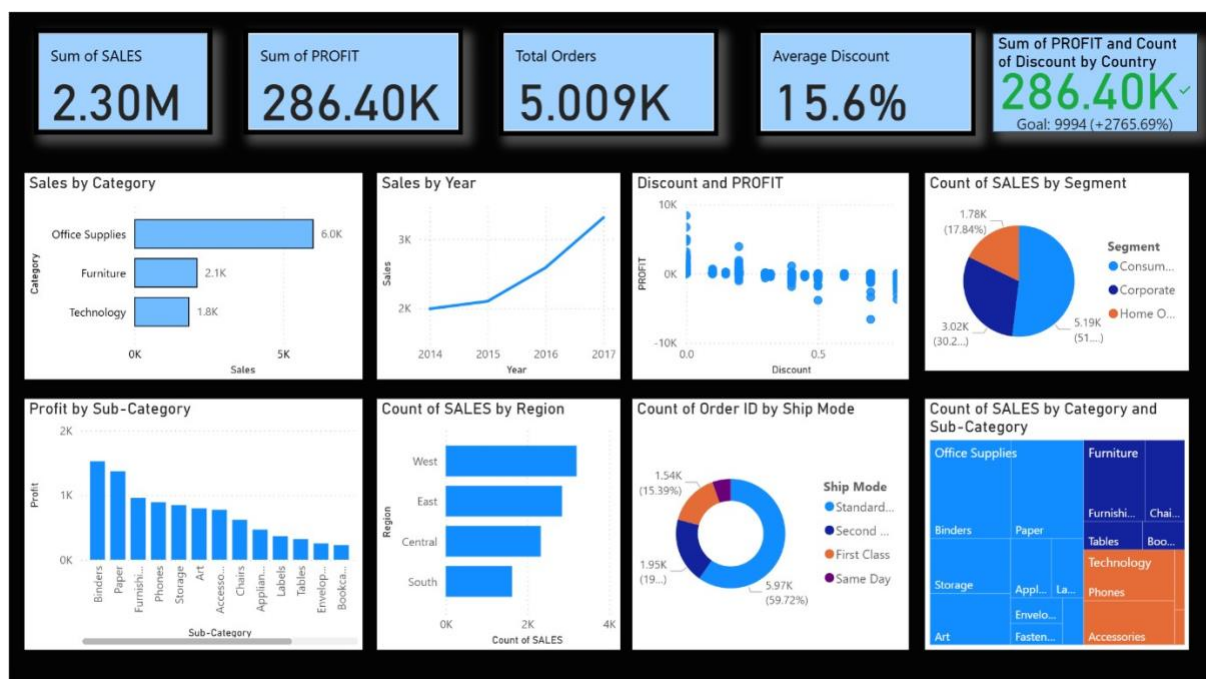 Sum of SALES
2.30M
Sum of PROFIT
286.40K
Total Orders
5.009K
Average Discount
15.6%
Sum of PROFIT and Count
of Discount by Country
286.40K
Goal: 9994 (+2765.69%)
Sales by Category
Category
Office Supplies
6.0K
Furniture
2.1K
Technology
1.8K
0K
5K
Sales
Sales by Year
Sales
3K
2K
2014
2015
2016
2017
Year
Discount and PROFIT
PROFIT
10K
0K
-10K
0.0
0.5
Discount
Count of SALES by Segment
1.78K
(17.84%)
3.02K
(30.2...)
5.19K
(51....)
Segment
Consum...
Corporate
Home O...
Profit by Sub-Category
Profit
2K
1K
0K
Binders
Paper
Furnishi...
Phones
Storage
Art
Accesso...
Chairs
Applian...
Labels
Tables
Envelop...
Bookca...
Sub-Category
Count of SALES by Region
Region
West
East
Central
South
0K
2K
4K
Count of SALES
Count of Order ID by Ship Mode
1.54K
(15.39%)
1.95K
(19....)
5.97K
(59.72%)
Ship Mode
Standard...
Second ...
First Class
Same Day
Count of SALES by Category and
Sub-Category
Office Supplies
Binders
Paper
Storage
Appl...
La...
Envelo...
Art
Fasten...
Furniture
Furnishi...
Chai...
Tables
Boo...
Technology
Phones
Accessories